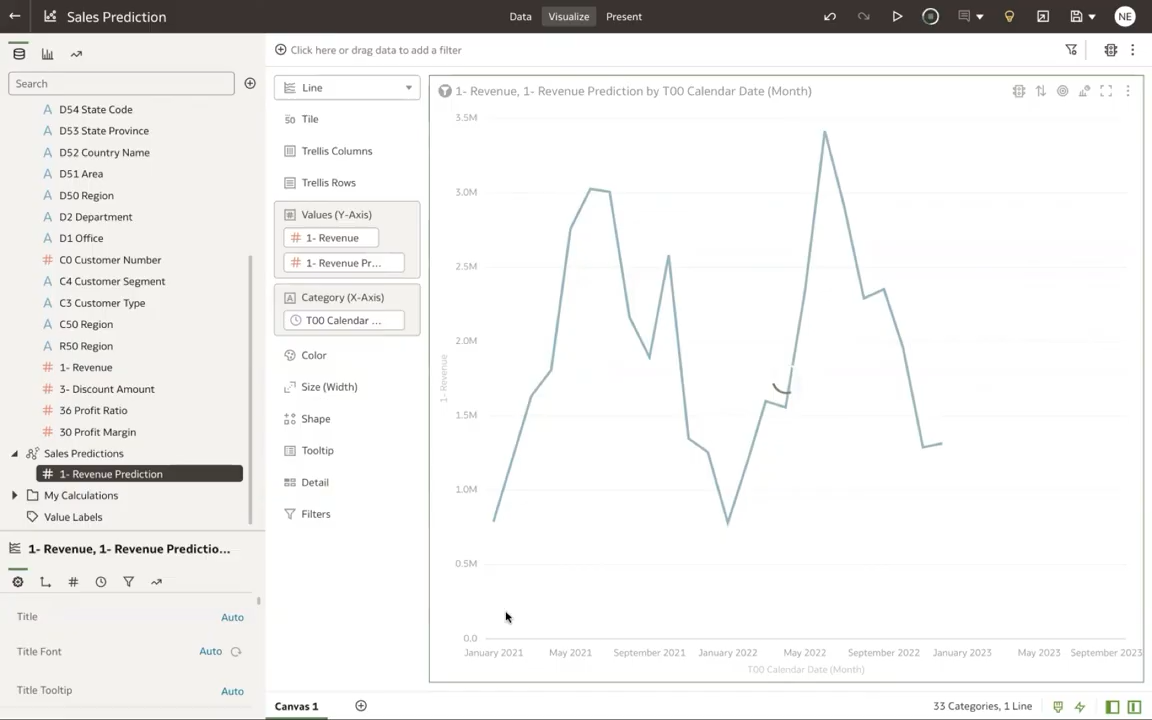 Sales Prediction
Data Visualize Present
NE
Click here or drag data to add a filter
Search
D54 State Code
D53 State Province
D52 Country Name
D51 Area
D50 Region
D2 Department
D1 Office
C0 Customer Number
C4 Customer Segment
C3 Customer Type
C50 Region
R50 Region
1- Revenue
3- Discount Amount
36 Profit Ratio
30 Profit Margin
Sales Predictions
1- Revenue Prediction
My Calculations
Value Labels
1- Revenue, 1- Revenue Predictio...
Title Auto
Title Font Auto
Title Tooltip Auto
Line
Tile
Trellis Columns
Trellis Rows
Values (Y-Axis)
1- Revenue
1- Revenue Pr...
Category (X-Axis)
T00 Calendar ...
Color
Size (Width)
Shape
Tooltip
Detail
Filters
1- Revenue, 1- Revenue Prediction by T00 Calendar Date (Month)
3.5M
3.0M
2.5M
2.0M
1.5M
1.0M
0.5M
0.0
1- Revenue
January 2021 May 2021 September 2021 January 2022 May 2022 September 2022 January 2023 May 2023 September 2023
T00 Calendar Date (Month)
Canvas 1
33 Categories, 1 Line